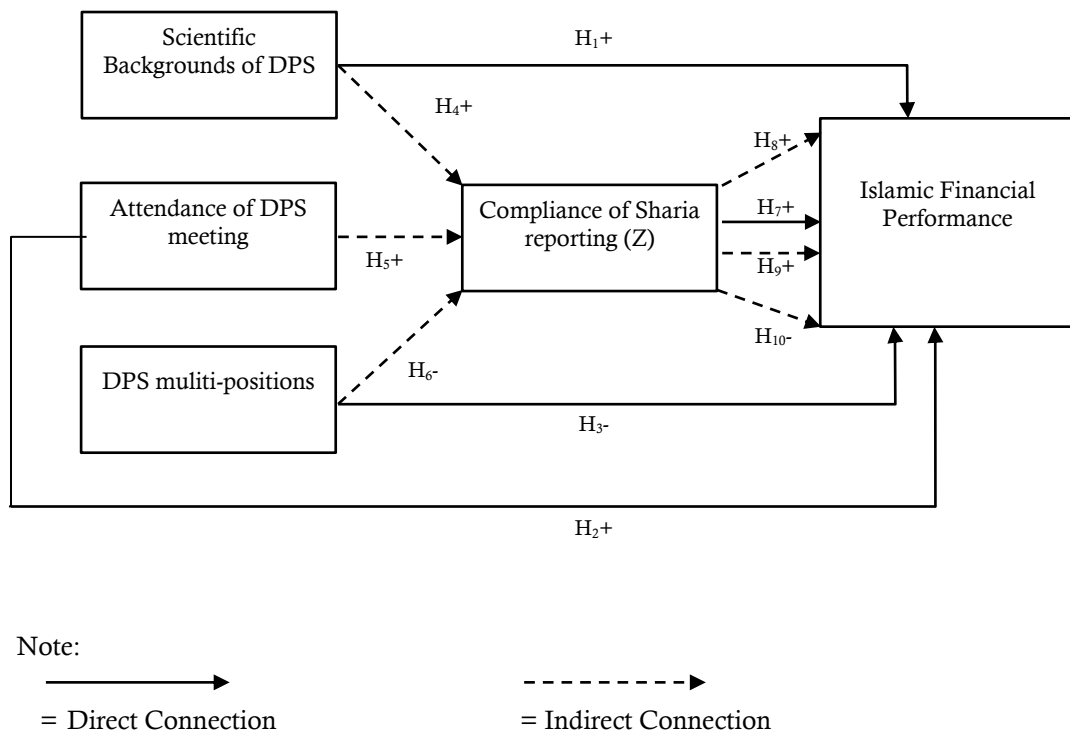 Scientific
Backgrounds of DPS
H₁+
H₄+
H₈+
Attendance of DPS
meeting
Compliance of Sharia
reporting (Z)
Islamic Financial
Performance
H₇+
H₅+
H₉+
H₁₀-
DPS muliti-positions
H₆-
H₃-
H₂+
Note:
= Direct Connection
= Indirect Connection